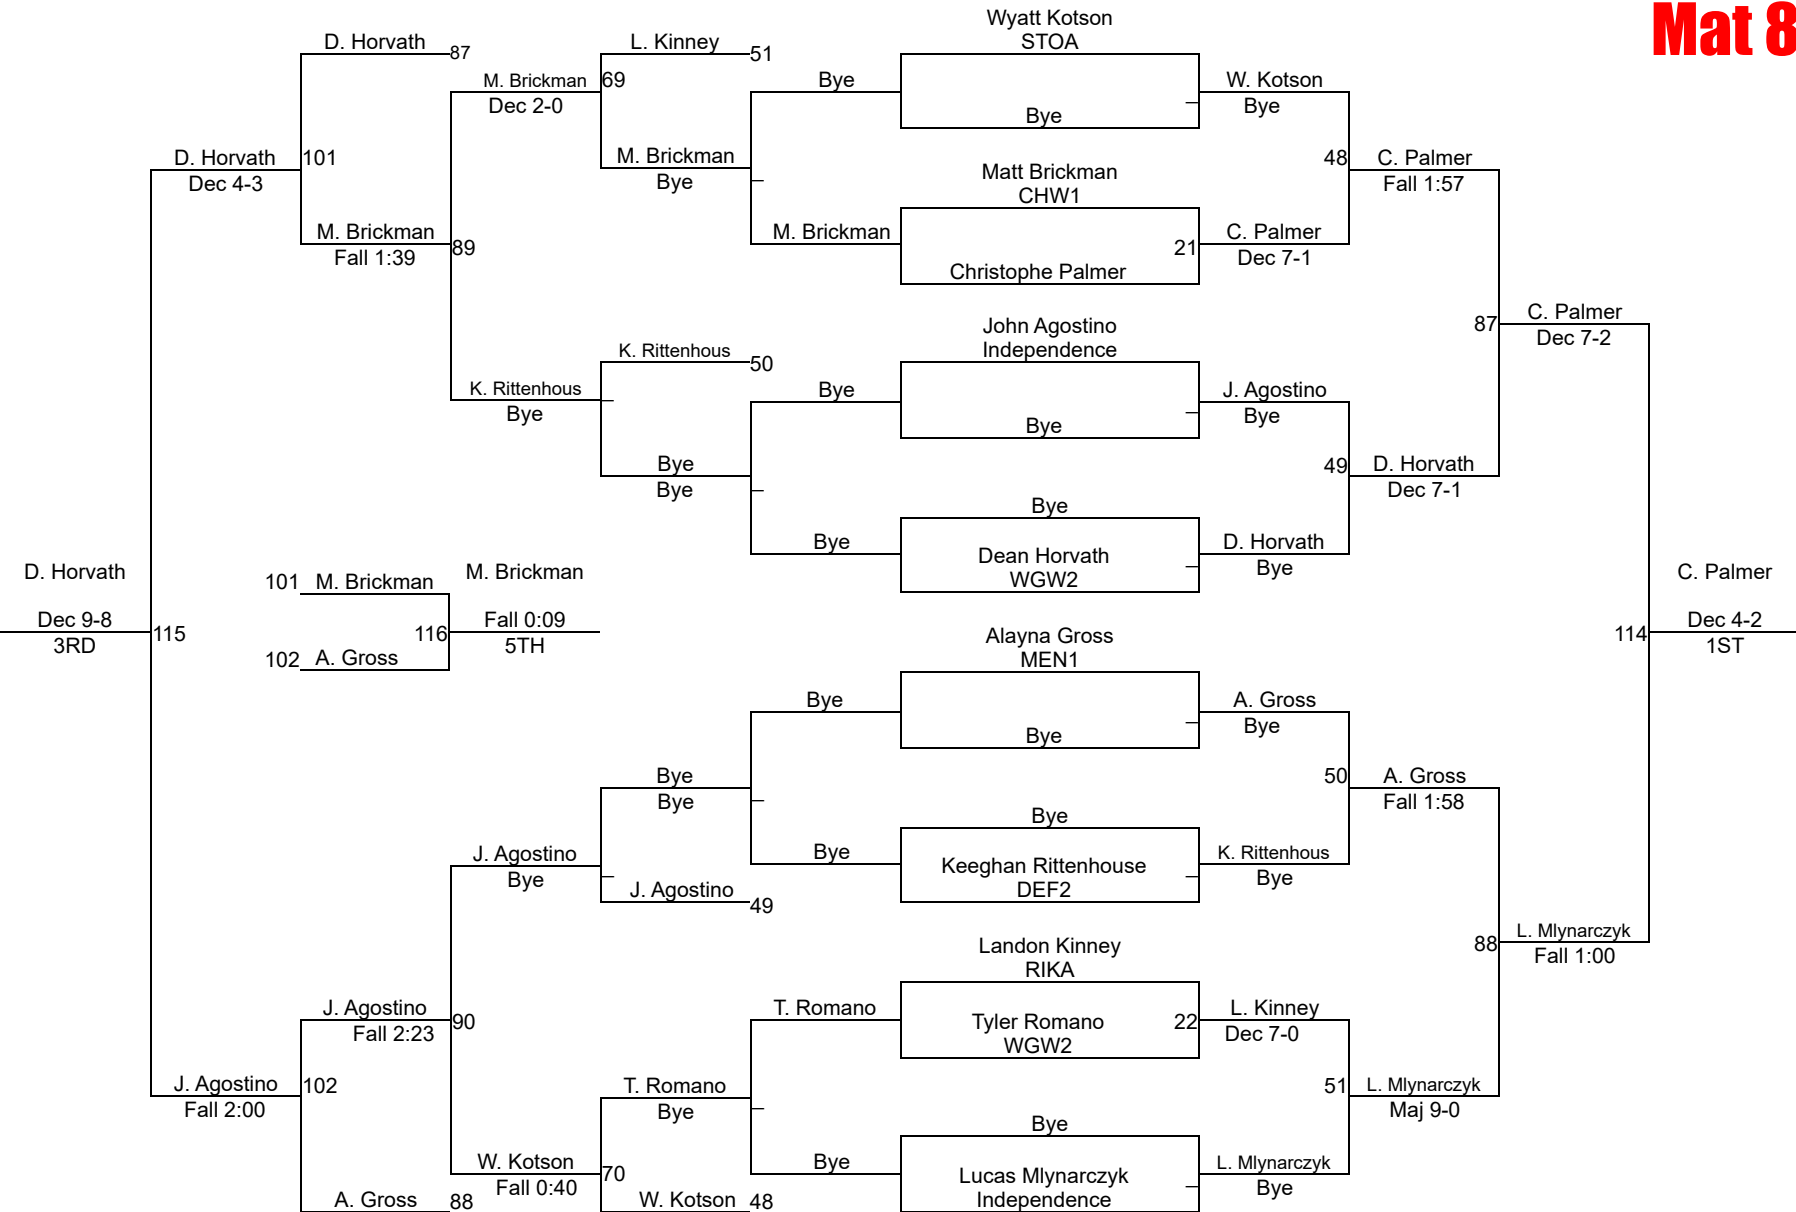 Mat 8
Wyatt Kotson
STOA
D. Horvath
87
L. Kinney
51
M. Brickman
69
Dec 2-0
Bye
W. Kotson
Bye
Bye
D. Horvath
101
Dec 4-3
M. Brickman
Bye
Matt Brickman
CHW1
48
C. Palmer
Fall 1:57
M. Brickman
89
Fall 1:39
M. Brickman
21
C. Palmer
Dec 7-1
Christophe Palmer
John Agostino
Independence
87
C. Palmer
Dec 7-2
K. Rittenhous
50
K. Rittenhous
Bye
Bye
J. Agostino
Bye
Bye
Bye
Bye
49
D. Horvath
Dec 7-1
Bye
Bye
Dean Horvath
WGW2
D. Horvath
Bye
D. Horvath
Dec 9-8
3RD
115
101
M. Brickman
102
A. Gross
116
M. Brickman
Fall 0:09
5TH
C. Palmer
114
Dec 4-2
1ST
Alayna Gross
MEN1
Bye
A. Gross
Bye
Bye
Bye
Bye
50
A. Gross
Fall 1:58
Bye
Bye
Keeghan Rittenhouse
DEF2
K. Rittenhous
Bye
J. Agostino
Bye
J. Agostino
49
88
L. Mlynarczyk
Fall 1:00
Landon Kinney
RIKA
J. Agostino
90
Fall 2:23
T. Romano
Tyler Romano
WGW2
22
L. Kinney
Dec 7-0
J. Agostino
102
Fall 2:00
T. Romano
Bye
51
L. Mlynarczyk
Maj 9-0
Bye
W. Kotson
70
Fall 0:40
Bye
Lucas Mlynarczyk
Independence
L. Mlynarczyk
Bye
A. Gross
88
W. Kotson
48